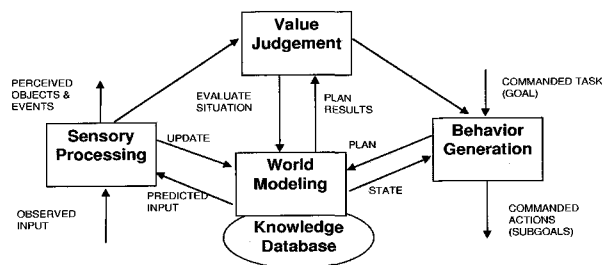 Value
Judgement
PERCEIVED
OBJECTS &
EVENTS
EVALUATE
SITUATION
PLAN
RESULTS
COMMANDED TASK
(GOAL)
Sensory
Processing
UPDATE
World
Modeling
PLAN
Behavior
Generation
PREDICTED
INPUT
STATE
OBSERVED
INPUT
Knowledge
Database
COMMANDED
ACTIONS
(SUBGOALS)